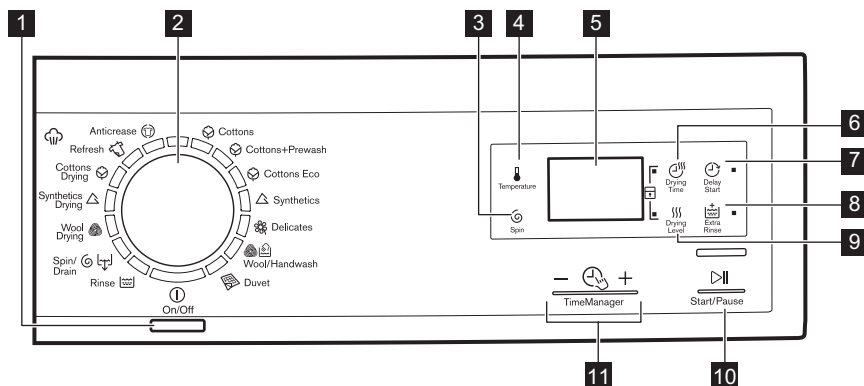 1
2
3
4
5
6
7
8
9
10
11
Anticrease
Refresh
Cottons
Drying
Synthetics
Drying
Wool
Drying
Spin/
Drain
Rinse
Cottons
Cottons+Prewash
Cottons Eco
Synthetics
Delicates
Wool/Handwash
Duvet
On/Off
Temperature
Spin
Drying
Time
Delay
Start
Drying
Level
+
Extra
Rinse
− +
TimeManager
Start/Pause